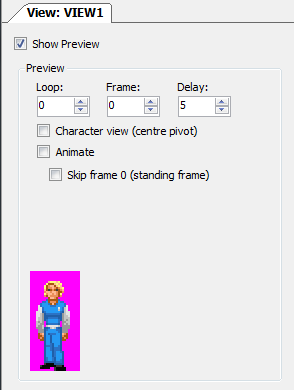 View: VIEW1
Show Preview
Preview
Loop: Frame: Delay:
0 0 5
Character view (centre pivot)
Animate
Skip frame 0 (standing frame)